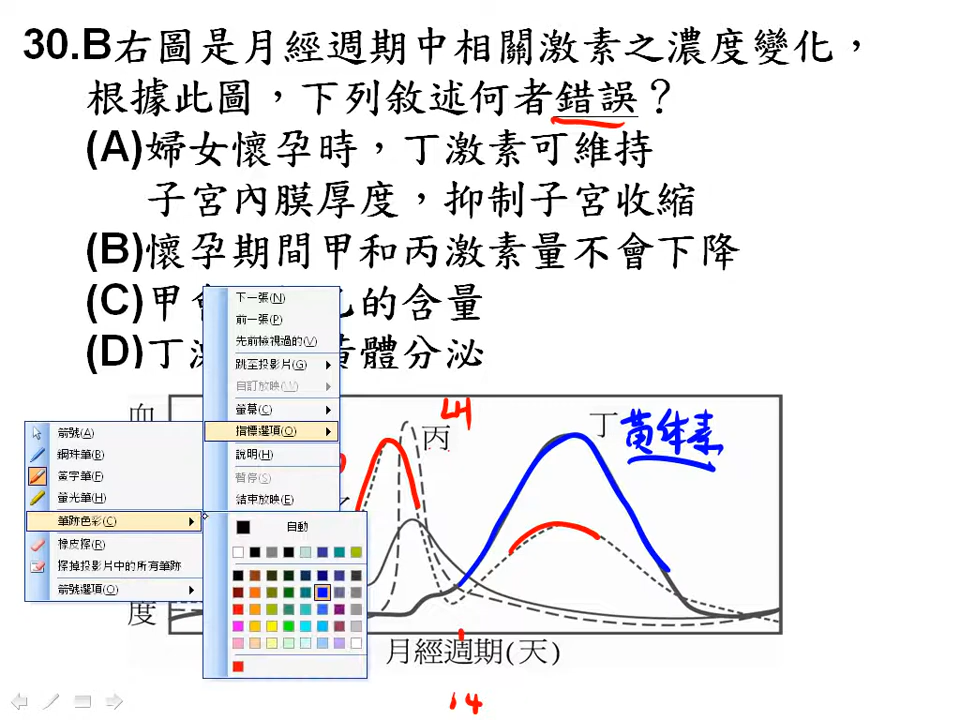 30.B右圖是月經週期中相關激素之濃度變化，
根據此圖，下列敘述何者錯誤？
(A)婦女懷孕時，丁激素可維持
子宮內膜厚度，抑制子宮收縮
(B)懷孕期間甲和丙激素量不會下降
(C)甲會 乙的含量
(D)丁激 黃體分泌
下一張(N)
前一張(P)
先前檢視過的(V)
跳至投影片(G)
自訂放映(W)
螢幕(C)
指標選項(O)
說明(H)
暫停(S)
結束放映(E)
箭號(A)
鋼珠筆(B)
簽字筆(F)
螢光筆(H)
筆跡色彩(C)
橡皮擦(R)
擦掉投影片中的所有筆跡
箭號選項(O)
自動
血
度
丙
丁
黃体素
月經週期(天)
14